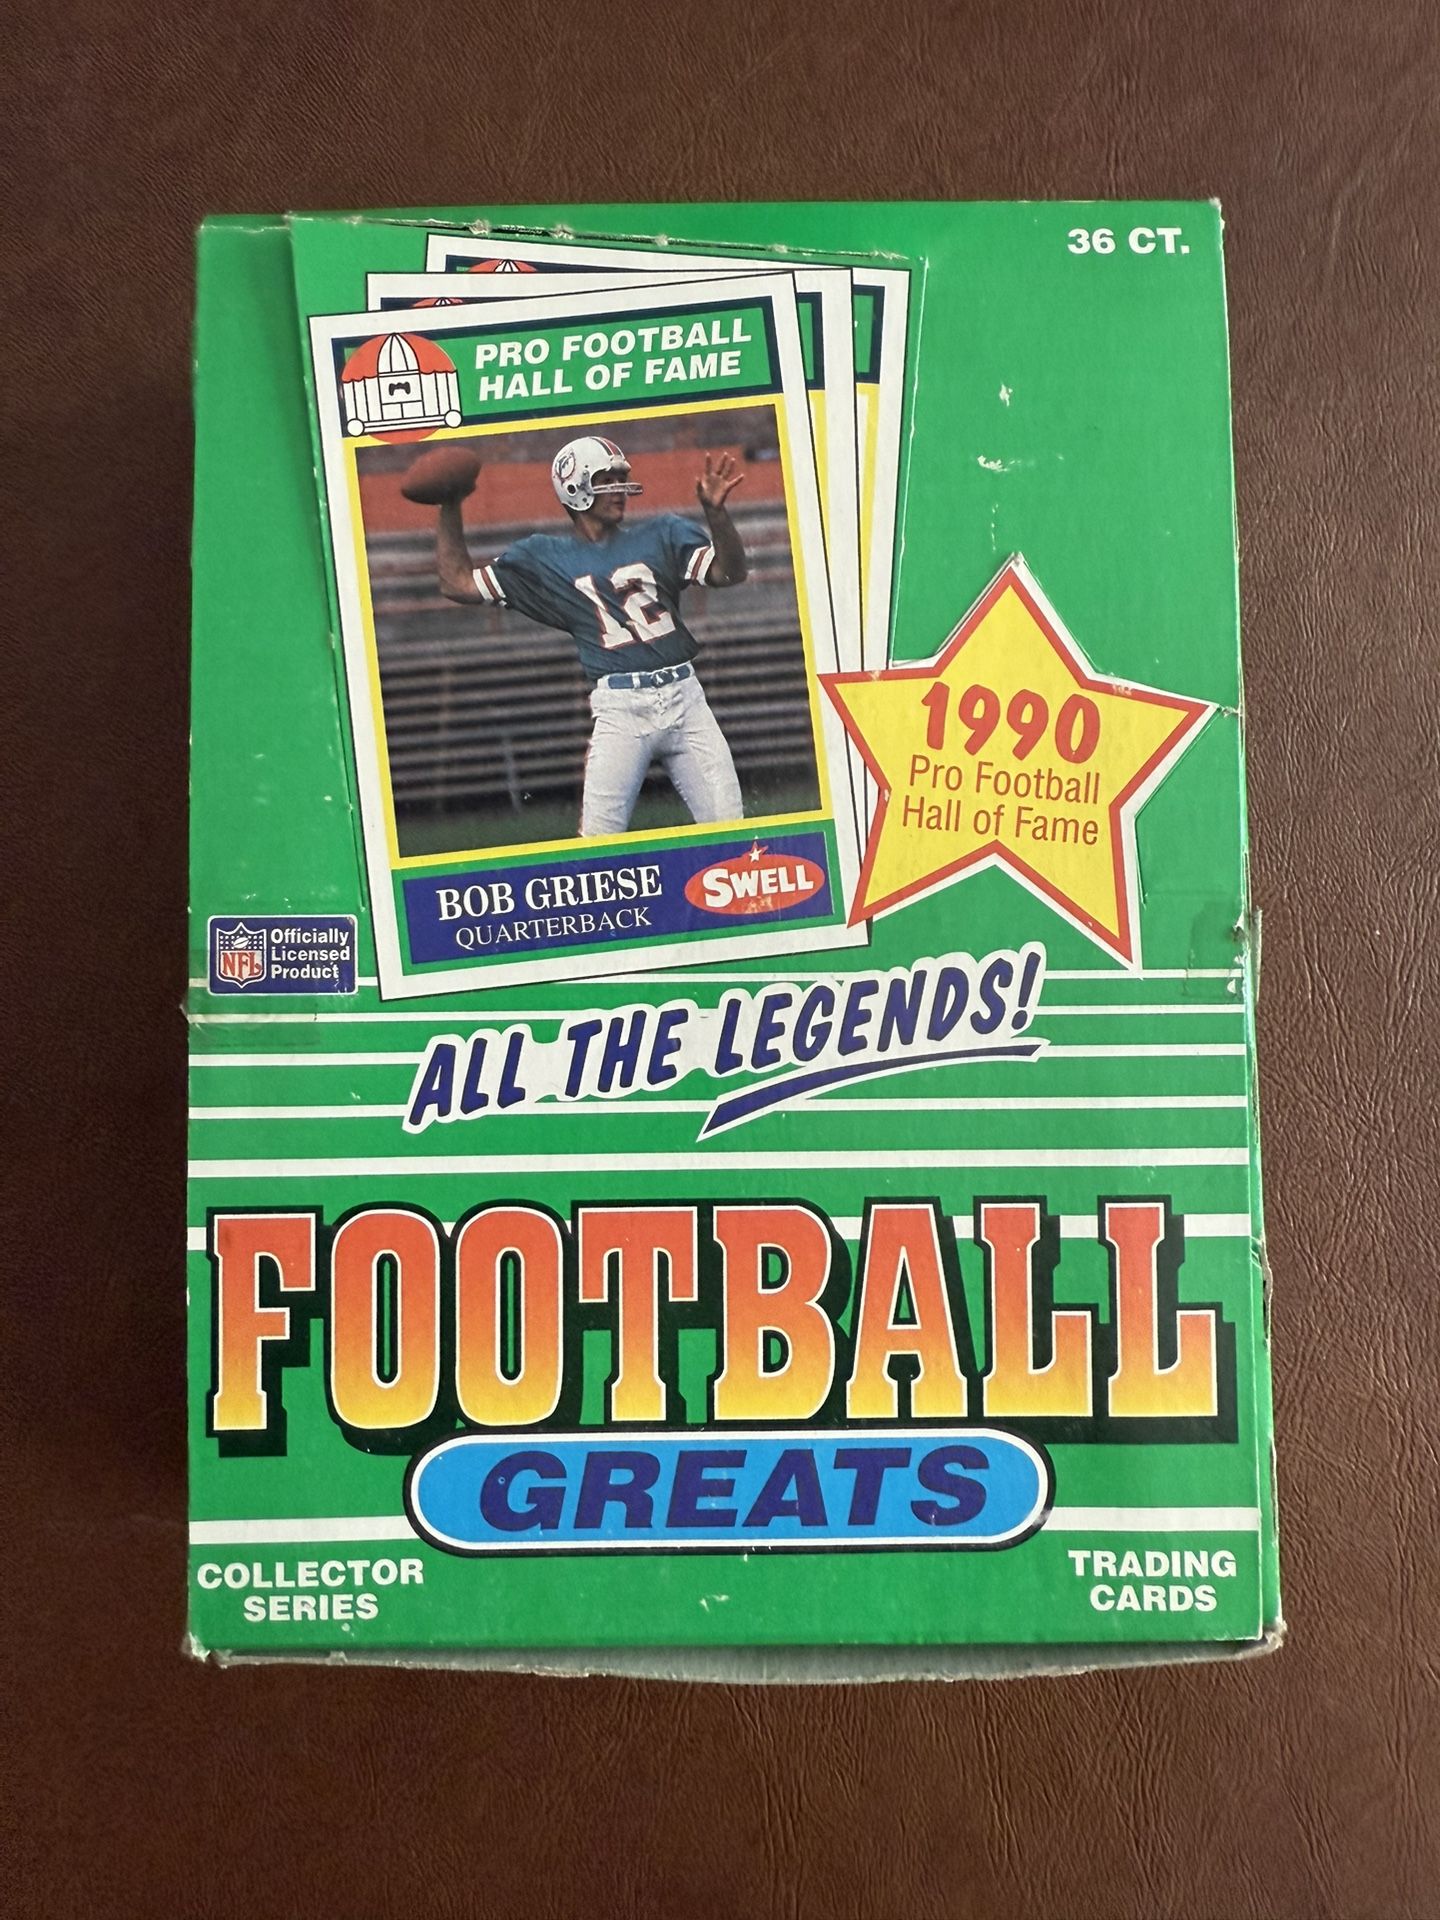 36 CT.
PRO FOOTBALL
HALL OF FAME
12
1990
Pro Football
Hall of Fame
BOB GRIESE
QUARTERBACK
SWELL
NFL
Officially
Licensed
Product
ALL THE LEGENDS!
FOOTBALL
GREATS
COLLECTOR
SERIES
TRADING
CARDS